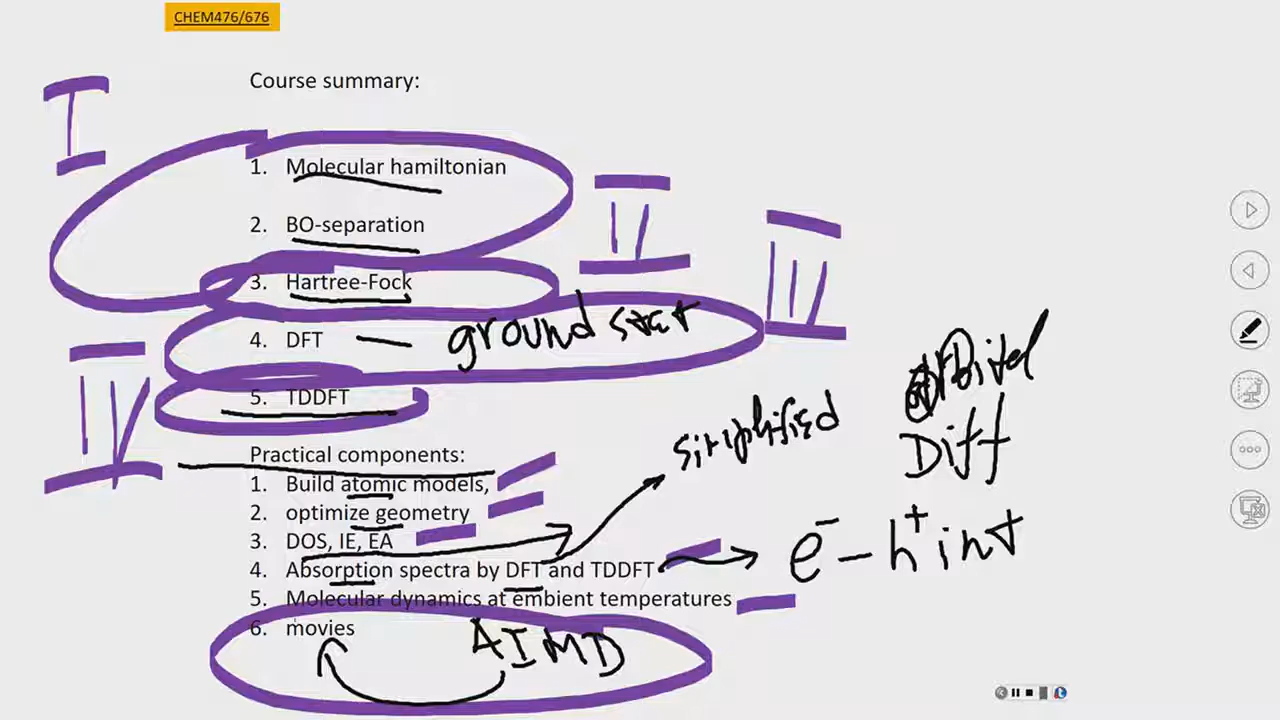 CHEM476/676
Course summary:
I
1. Molecular hamiltonian
2. BO-separation
II
3. Hartree-Fock
III
4. DFT — ground stat
5. TDDFT
IV
Practical components:
1. Build atomic models,
2. optimize geometry
3. DOS, IE, EA
4. Absorption spectra by DFT and TDDFT
5. Molecular dynamics at embient temperatures
6. movies
AIMD
simplified
orbital
Diff
e⁻ – h⁺ int